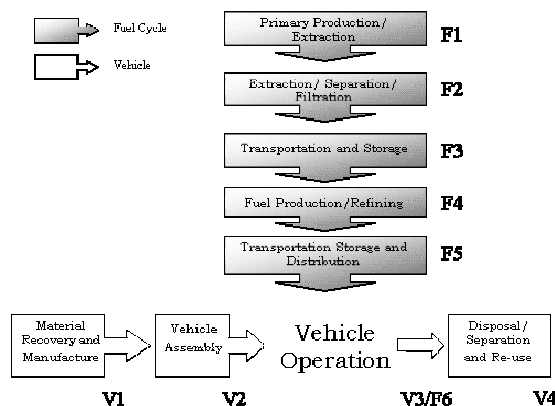 Fuel Cycle
Vehicle
Primary Production/
Extraction
F1
Extraction/ Separation/
Filtration
F2
Transportation and Storage
F3
Fuel Production/Refining
F4
Transportation Storage and
Distribution
F5
Material
Recovery and
Manufacture
Vehicle
Assembly
Vehicle
Operation
Disposal/
Separation
and Re-use
V1
V2
V3/F6
V4